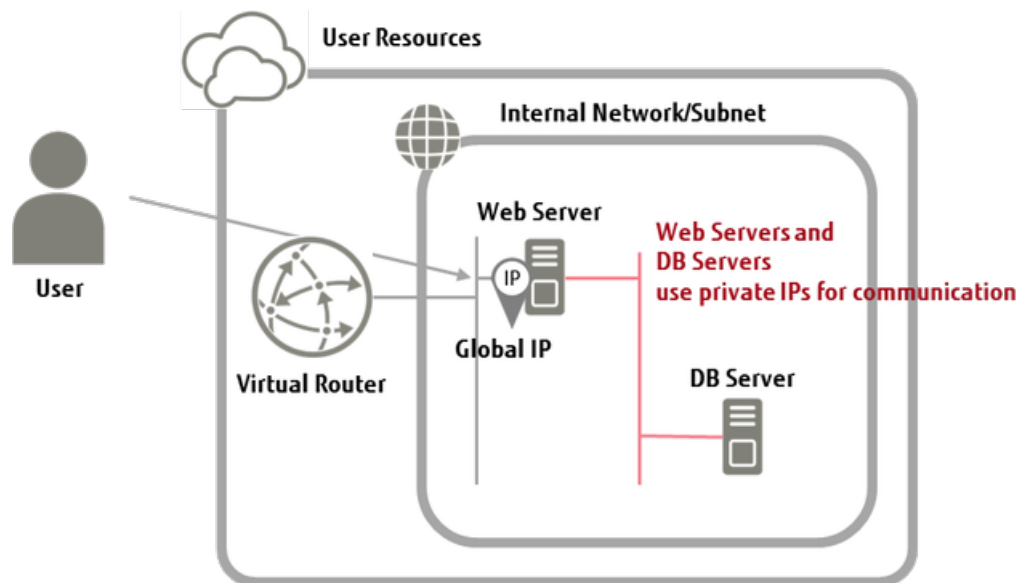 User Resources
Internal Network/Subnet
Web Server
Web Servers and
DB Servers
use private IPs for communication
IP
User
Global IP
Virtual Router
DB Server